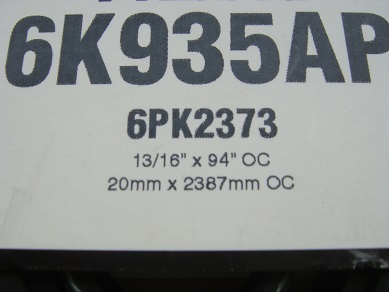 6K935AP
6PK2373
13/16" x 94" OC
20mm x 2387mm OC